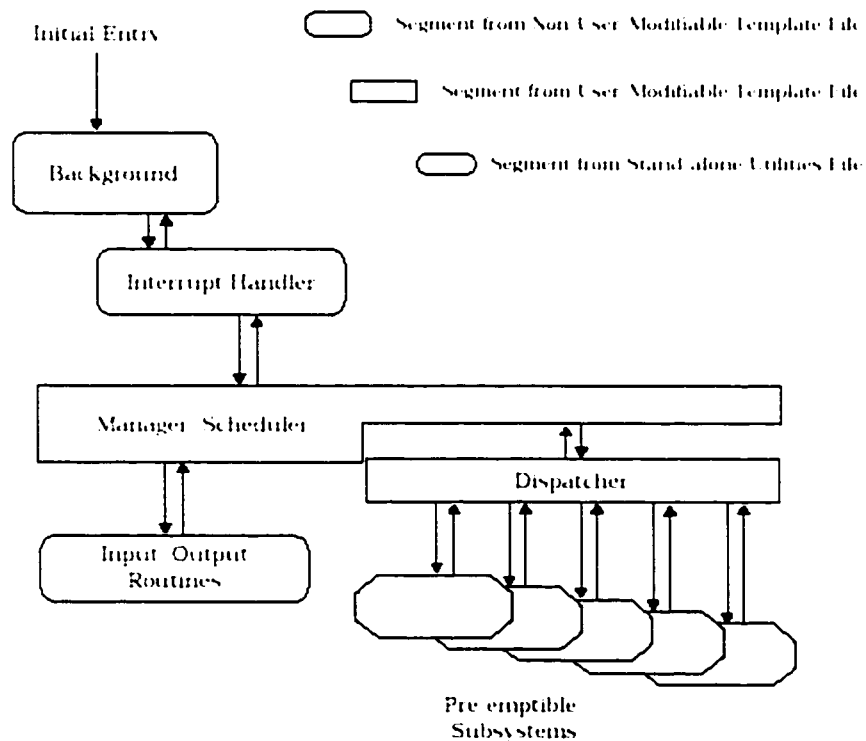 Initial Entry
Segment from Non User Modifiable Template File
Segment from User Modifiable Template File
Segment from Stand alone Utilities File
Background
Interrupt Handler
Manager Scheduler
Dispatcher
Input Output
Routines
Pre emptible
Subsystems